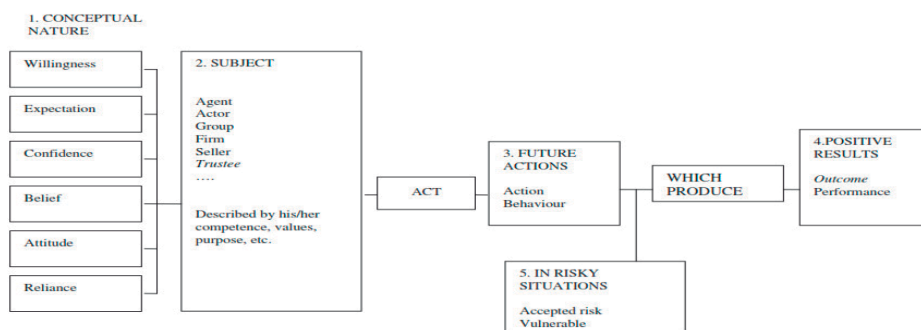 1. CONCEPTUAL
NATURE
Willingness
Expectation
Confidence
Belief
Attitude
Reliance
2. SUBJECT
Agent
Actor
Group
Firm
Seller
Trustee
....
Described by his/her
competence, values,
purpose, etc.
ACT
3. FUTURE
ACTIONS
Action
Behaviour
WHICH
PRODUCE
4.POSITIVE
RESULTS
Outcome
Performance
5. IN RISKY
SITUATIONS
Accepted risk
Vulnerable